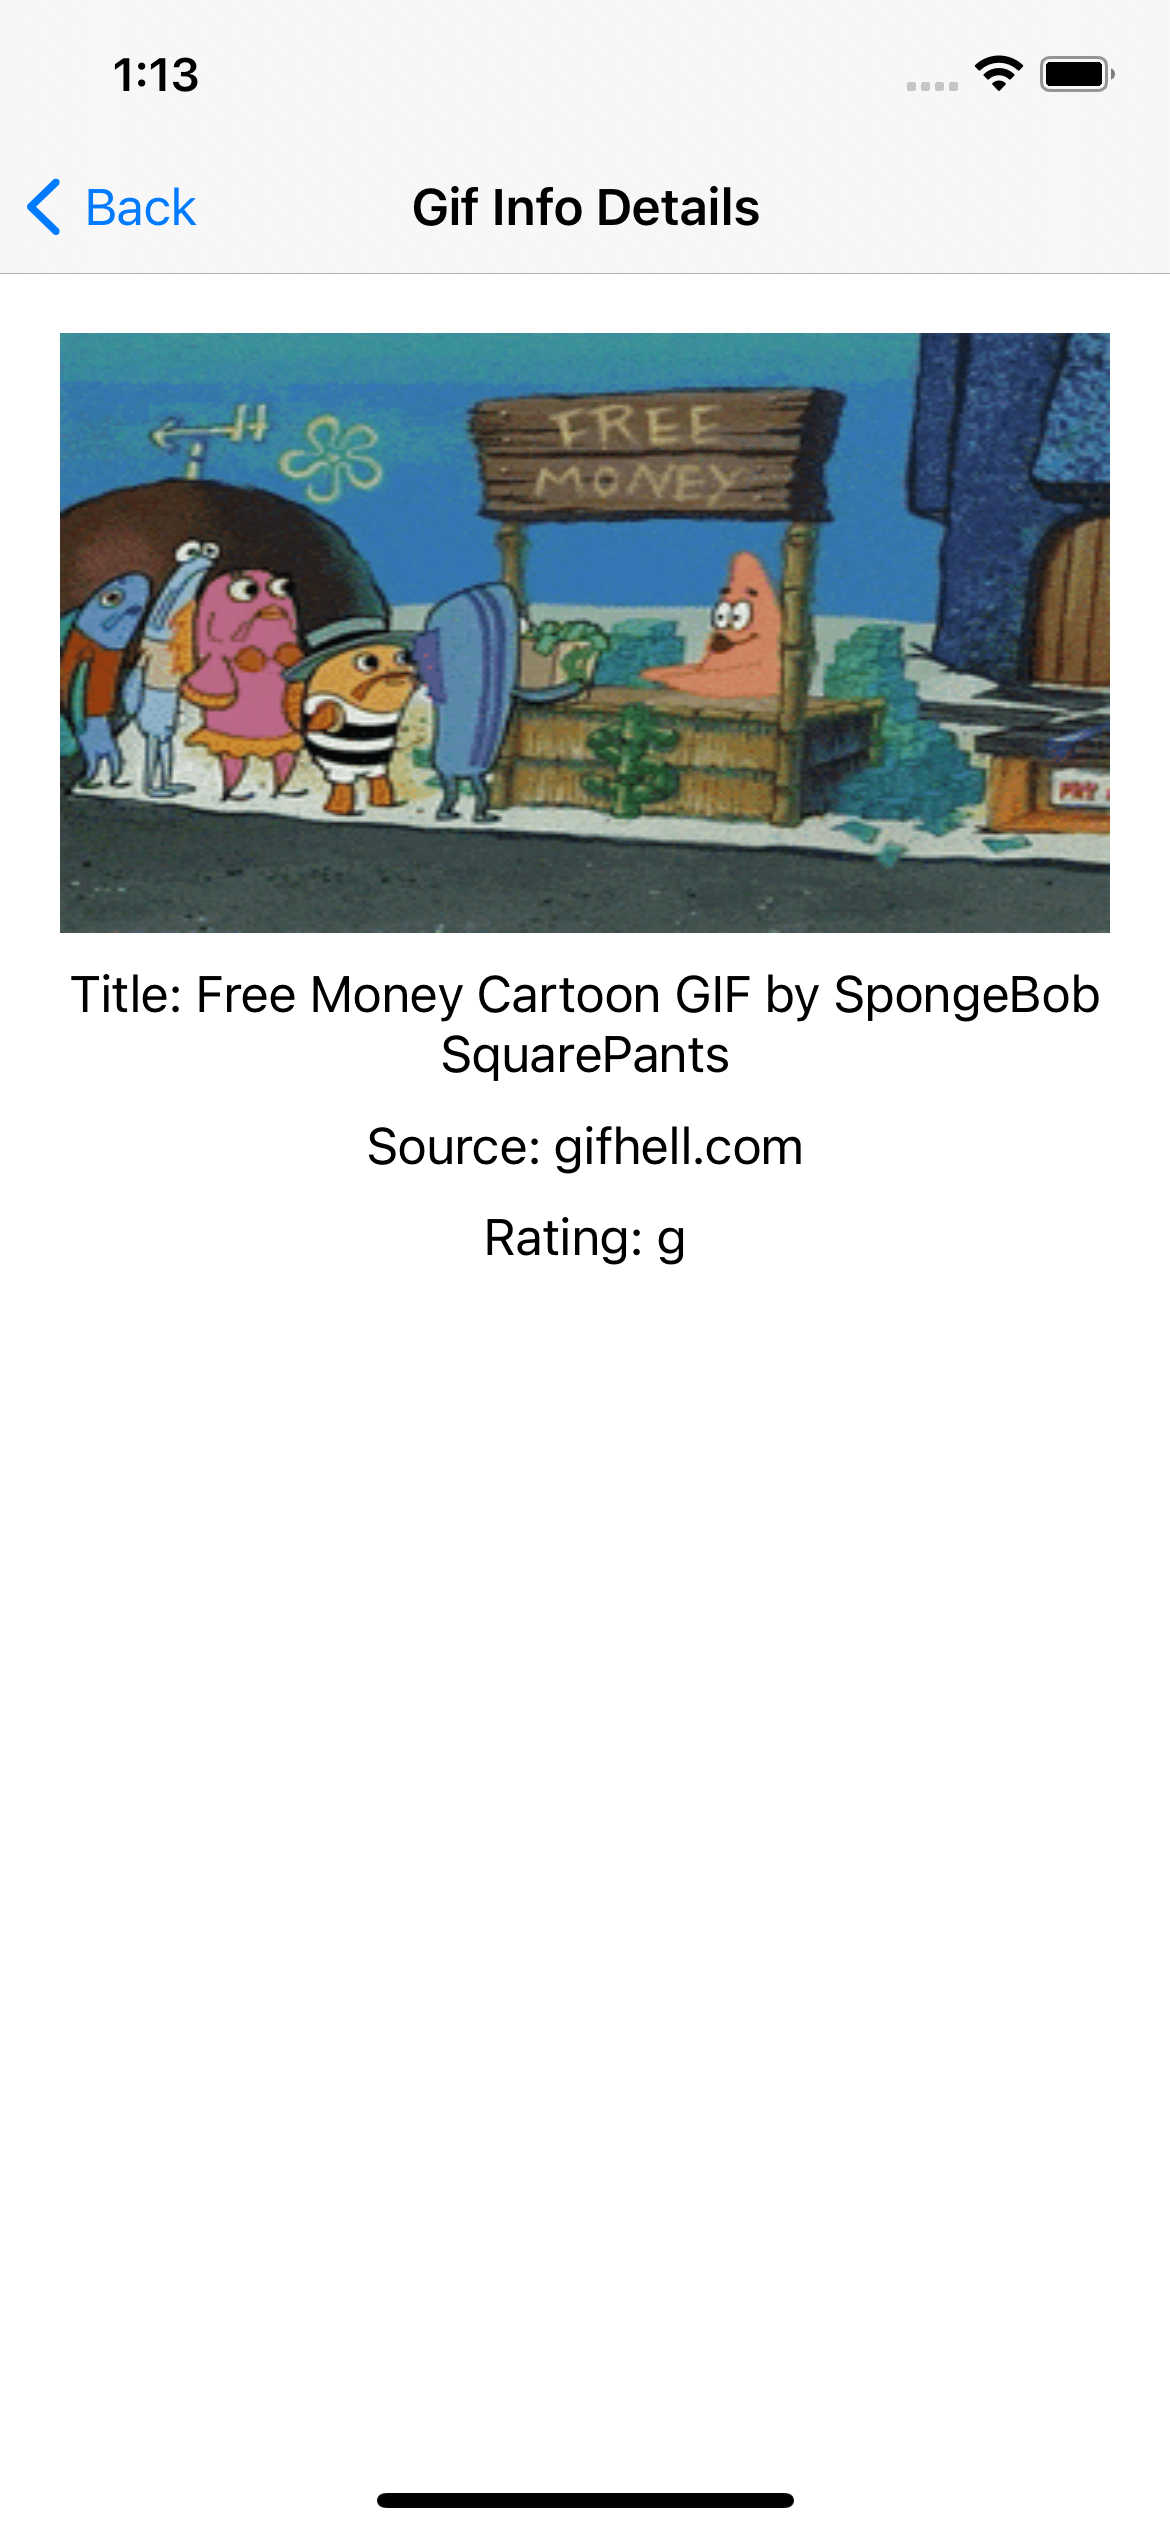 1:13
Back
Gif Info Details
FREE
MONEY
Title: Free Money Cartoon GIF by SpongeBob
SquarePants
Source: gifhell.com
Rating: g